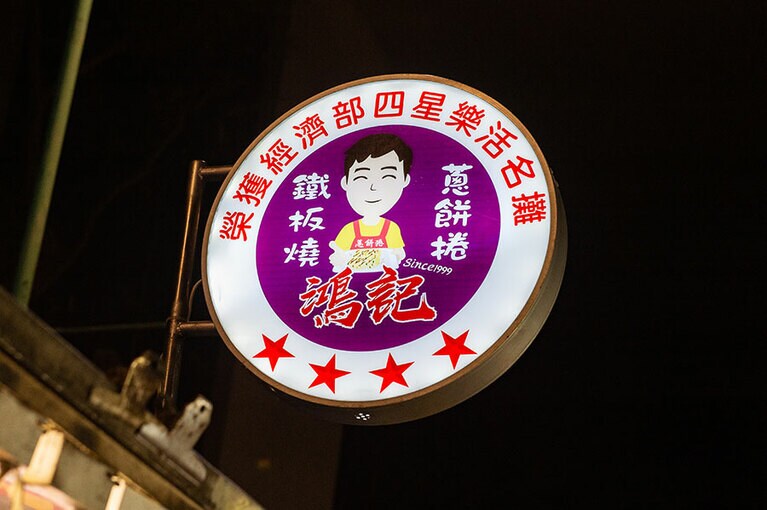 榮獲經濟部四星樂活名攤
蔥餅捲
鐵板燒
蔥餅捲
Since1999
鴻記